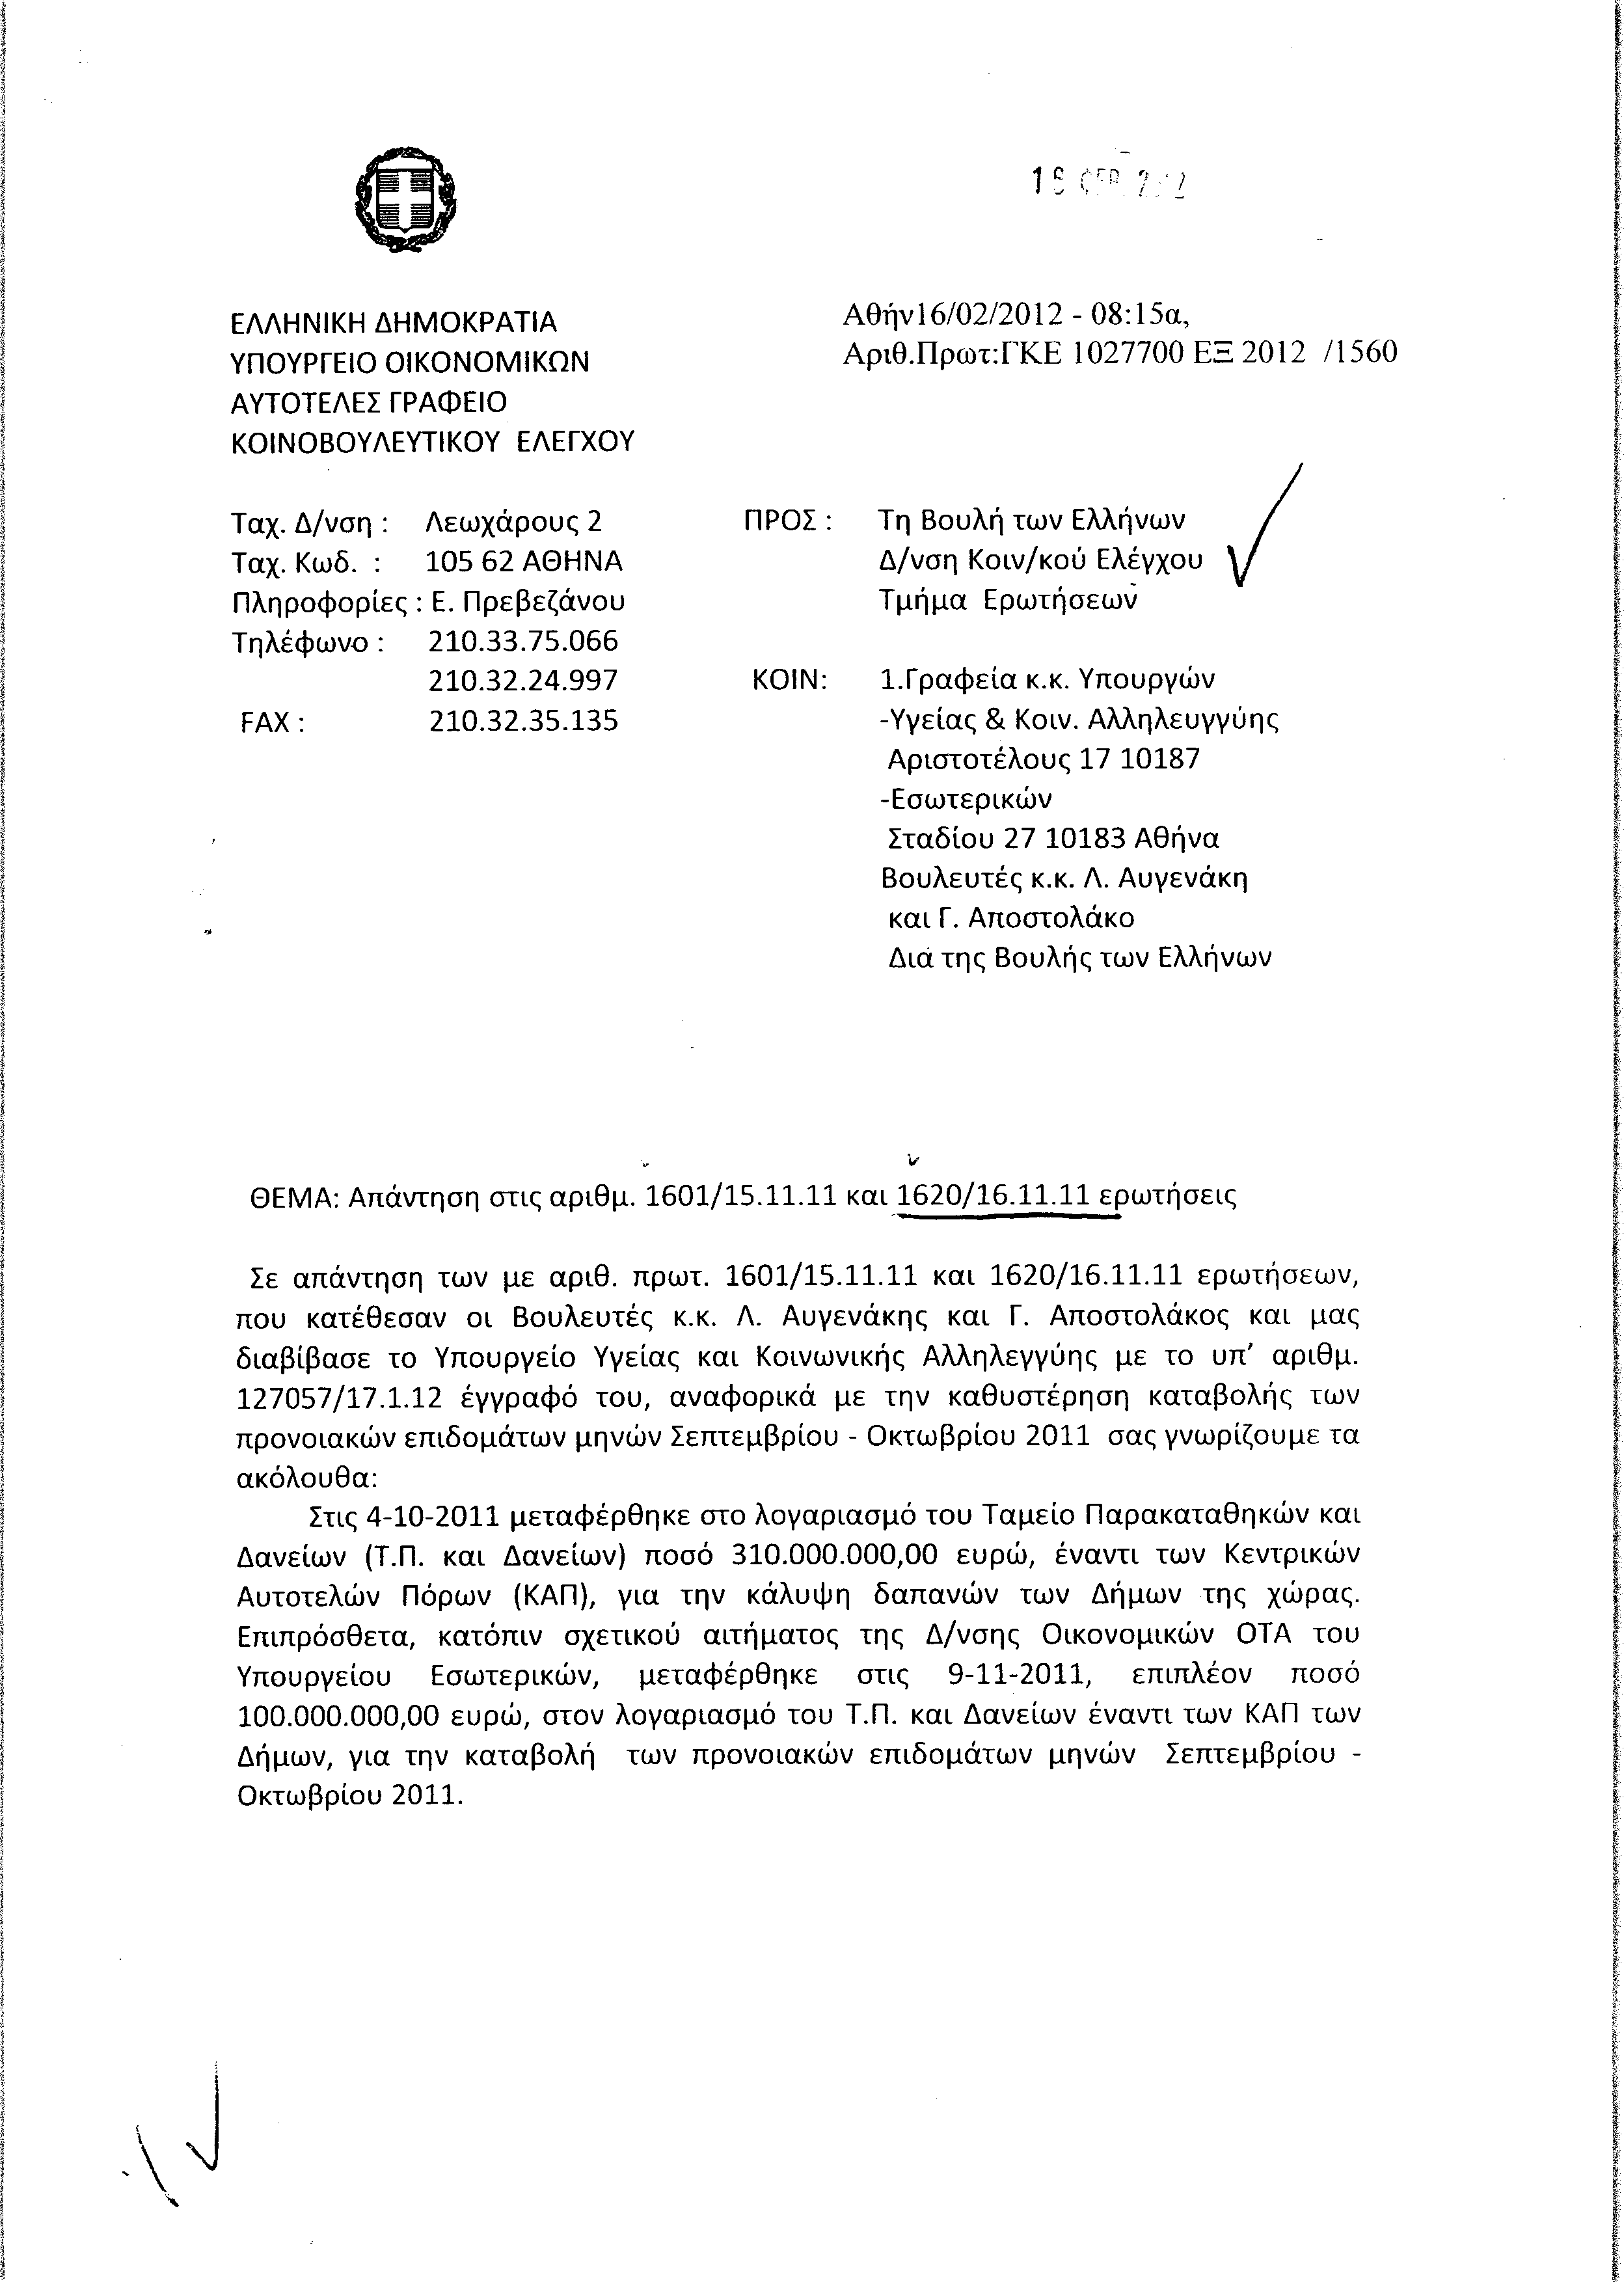 ΕΛΛΗΝΙΚΗ ΔΗΜΟΚΡΑΤΙΑ
ΥΠΟΥΡΓΕΙΟ ΟΙΚΟΝΟΜΙΚΩΝ
ΑΥΤΟΤΕΛΕΣ ΓΡΑΦΕΙΟ
ΚΟΙΝΟΒΟΥΛΕΥΤΙΚΟΥ ΕΛΕΓΧΟΥ
Αθήν16/02/2012 - 08:15α,
Αριθ.Πρωτ:ΓΚΕ 1027700 ΕΞ 2012 /1560
Ταχ. Δ/νση : Λεωχάρους 2
Ταχ. Κωδ. : 105 62 ΑΘΗΝΑ
Πληροφορίες : Ε. Πρεβεζάνου
Τηλέφωνο : 210.33.75.066
210.32.24.997
FAX : 210.32.35.135
ΠΡΟΣ : Τη Βουλή των Ελλήνων
Δ/νση Κοιν/κού Ελέγχου
Τμήμα Ερωτήσεων
ΚΟΙΝ: 1.Γραφεία κ.κ. Υπουργών
-Υγείας & Κοιν. Αλληλευγγύης
Αριστοτέλους 17 10187
-Εσωτερικών
Σταδίου 27 10183 Αθήνα
Βουλευτές κ.κ. Λ. Αυγενάκη
και Γ. Αποστολάκο
Διά της Βουλής των Ελλήνων
ΘΕΜΑ: Απάντηση στις αριθμ. 1601/15.11.11 και 1620/16.11.11 ερωτήσεις
Σε απάντηση των με αριθ. πρωτ. 1601/15.11.11 και 1620/16.11.11 ερωτήσεων,
που κατέθεσαν οι Βουλευτές κ.κ. Λ. Αυγενάκης και Γ. Αποστολάκος και μας
διαβίβασε το Υπουργείο Υγείας και Κοινωνικής Αλληλεγγύης με το υπ’ αριθμ.
127057/17.1.12 έγγραφό του, αναφορικά με την καθυστέρηση καταβολής των
προνοιακών επιδομάτων μηνών Σεπτεμβρίου - Οκτωβρίου 2011 σας γνωρίζουμε τα
ακόλουθα:
Στις 4-10-2011 μεταφέρθηκε στο λογαριασμό του Ταμείο Παρακαταθηκών και
Δανείων (Τ.Π. και Δανείων) ποσό 310.000.000,00 ευρώ, έναντι των Κεντρικών
Αυτοτελών Πόρων (ΚΑΠ), για την κάλυψη δαπανών των Δήμων της χώρας.
Επιπρόσθετα, κατόπιν σχετικού αιτήματος της Δ/νσης Οικονομικών ΟΤΑ του
Υπουργείου Εσωτερικών, μεταφέρθηκε στις 9-11-2011, επιπλέον ποσό
100.000.000,00 ευρώ, στον λογαριασμό του Τ.Π. και Δανείων έναντι των ΚΑΠ των
Δήμων, για την καταβολή των προνοιακών επιδομάτων μηνών Σεπτεμβρίου -
Οκτωβρίου 2011.